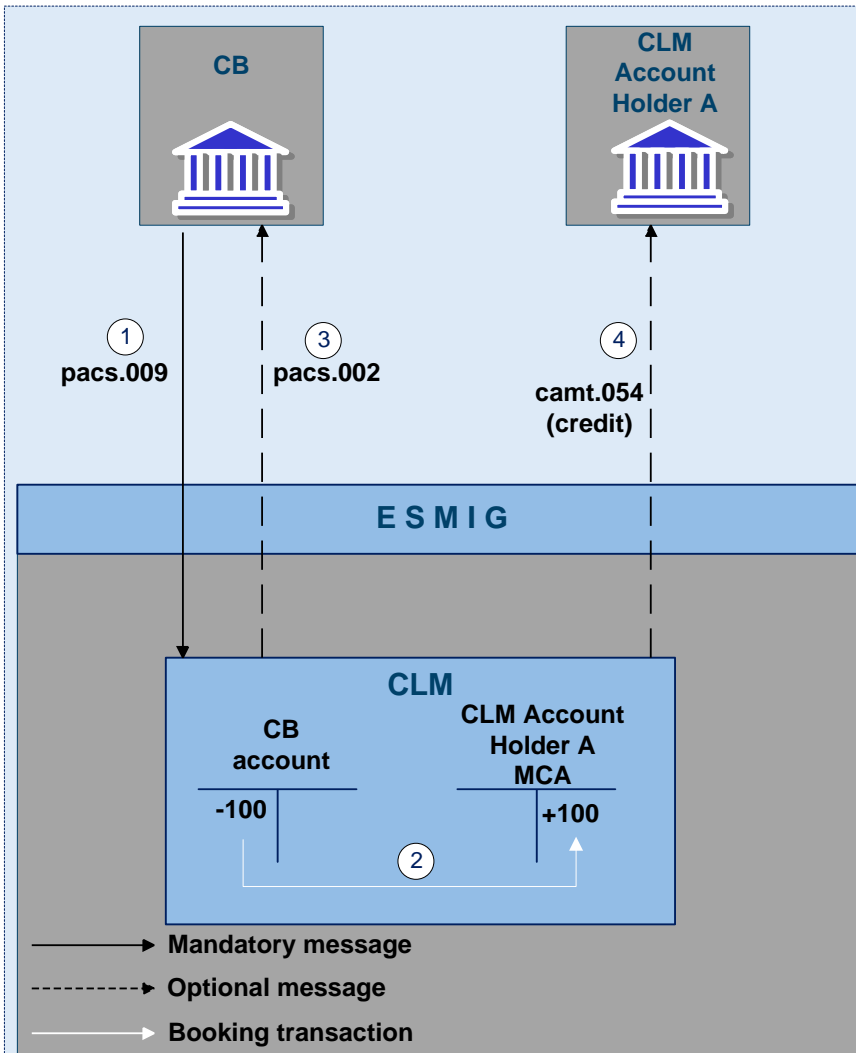 CB
CLM
Account
Holder A
1
pacs.009
3
pacs.002
4
camt.054
(credit)
E S M I G
CLM
CB
account
CLM Account
Holder A
MCA
-100
+100
2
Mandatory message
Optional message
Booking transaction